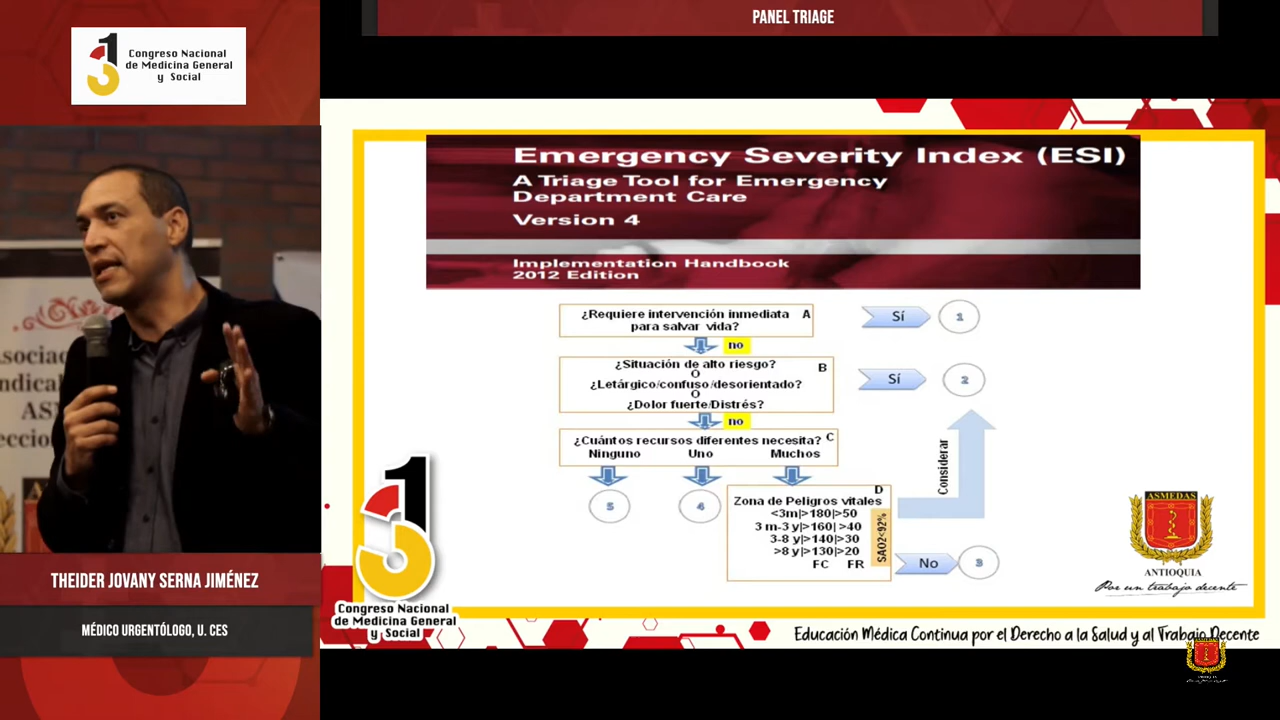 PANEL TRIAGE
13
Congreso Nacional
de Medicina General
y Social
Emergency Severity Index (ESI)
A Triage Tool for Emergency
Department Care
Version 4
Implementation Handbook
2012 Edition
¿Requiere intervención inmediata A
para salvar vida?
Sí
1
no
¿Situación de alto riesgo?
B
O
¿Letárgico/confuso/desorientado?
O
¿Dolor fuerte/Distrés?
Sí
2
no
¿Cuántos recursos diferentes necesita? C
Ninguno Uno Muchos
5
4
D
Zona de Peligros vitales
<3m|>180|>50
3 m-3 y|>160| >40
3-8 y|>140|>30
>8 y|>130|>20
FC FR
SAO2<92%
Considerar
No
3
13
Congreso Nacional
de Medicina General
y Social
ASMEDAS
ANTIOQUIA
Por un trabajo decente
Educación Médica Continua por el Derecho a la Salud y al Trabajo Decente
THEIDER JOVANY SERNA JIMÉNEZ
MÉDICO URGENTÓLOGO, U. CES